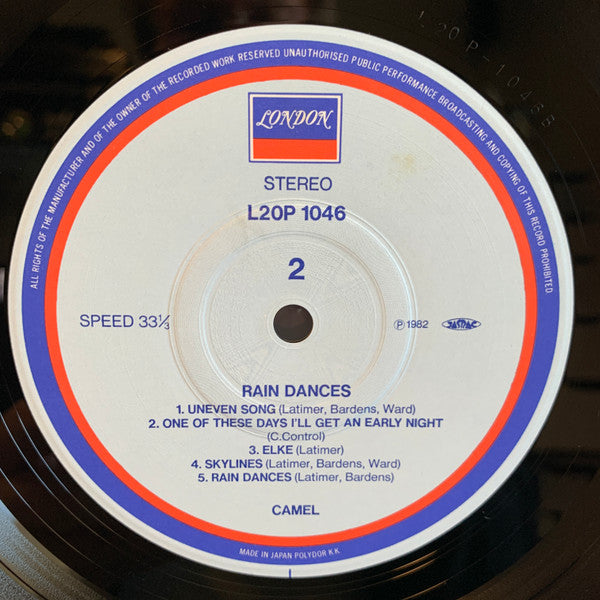 L20P-1046B
ALL RIGHTS OF THE MANUFACTURER AND OF THE OWNER OF THE RECORDED WORK RESERVED UNAUTHORISED PUBLIC PERFORMANCE BROADCASTING AND COPYING OF THIS RECORD PROHIBITED
LONDON
STEREO
L20P 1046
2
SPEED 33⅓
℗ 1982 JASRAC
RAIN DANCES
1. UNEVEN SONG (Latimer, Bardens, Ward)
2. ONE OF THESE DAYS I'LL GET AN EARLY NIGHT
(C.Control)
3. ELKE (Latimer)
4. SKYLINES (Latimer, Bardens, Ward)
5. RAIN DANCES (Latimer, Bardens)
CAMEL
MADE IN JAPAN POLYDOR K.K.